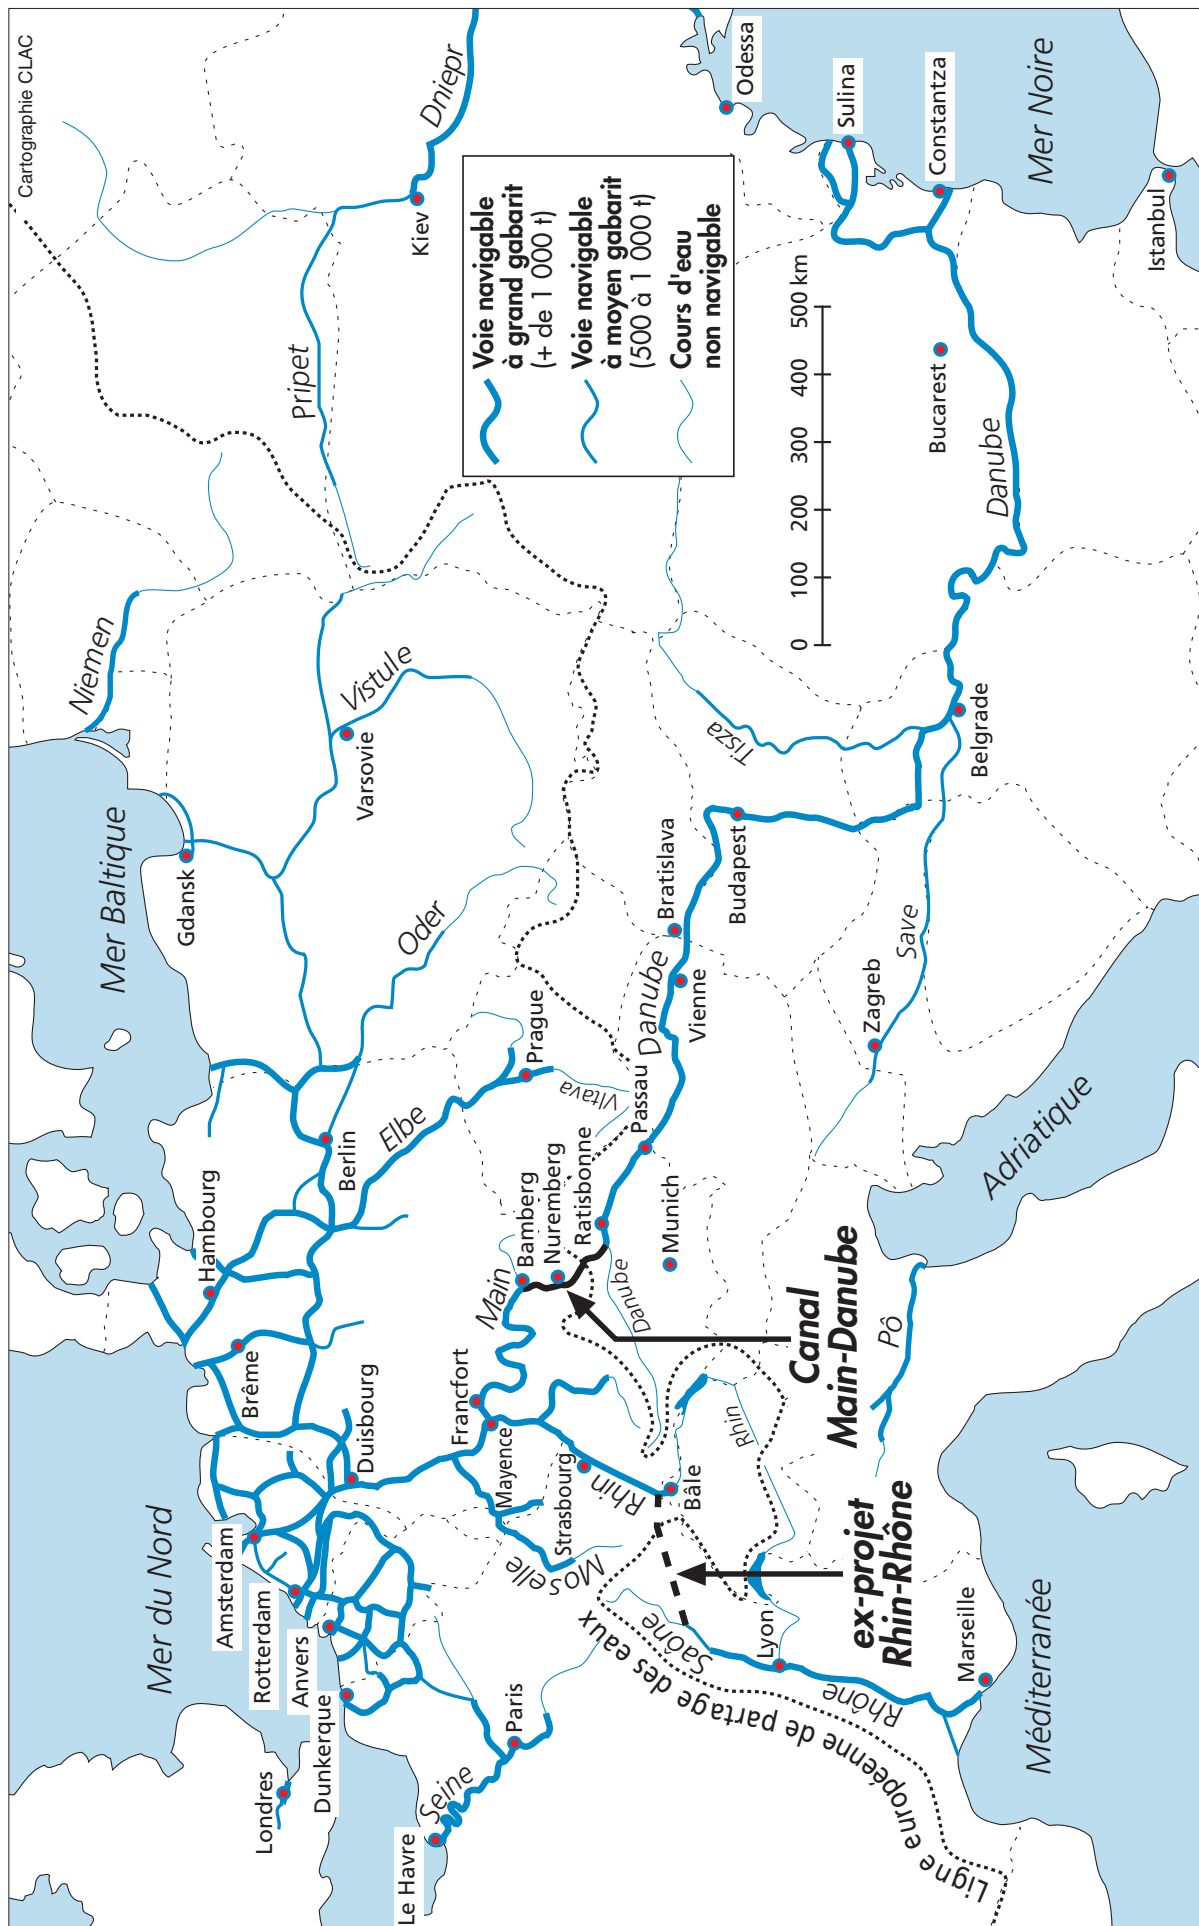 Cartographie CLAC
Mer du Nord
Mer Baltique
Niemen
Londres
Dunkerque
Anvers
Rotterdam
Amsterdam
Brême
Hambourg
Gdansk
Pripet
Dniepr
Kiev
Le Havre
Seine
Paris
Duisbourg
Berlin
Elbe
Oder
Varsovie
Vistule
Moselle
Mayence
Francfort
Main
Bamberg
Nuremberg
Prague
Vltava
Strasbourg
Rhin
Bâle
Ratisbonne
Passau
Danube
Danube
Munich
Vienne
Bratislava
Budapest
Tisza
Voie navigable
à grand gabarit
(+ de 1 000 t)
Voie navigable
à moyen gabarit
(500 à 1 000 t)
Cours d'eau
non navigable
Odessa
Sulina
Constantza
Mer Noire
0 100 200 300 400 500 km
Ligne européenne de partage des eaux
Saône
Lyon
Rhône
Rhin
Canal
Main-Danube
ex-projet
Rhin-Rhône
Pô
Zagreb
Save
Belgrade
Danube
Bucarest
Istanbul
Marseille
Méditerranée
Adriatique